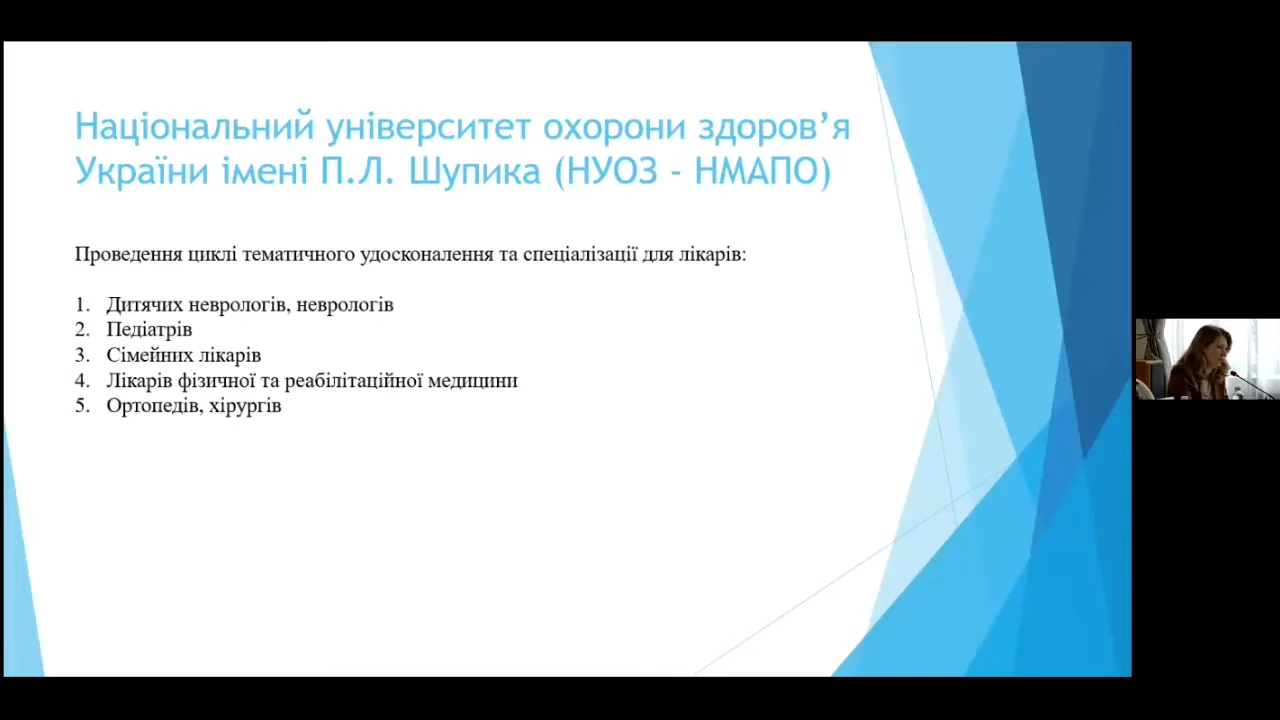 Національний університет охорони здоров’я
України імені П.Л. Шупика (НУОЗ - НМАПО)
Проведення циклі тематичного удосконалення та спеціалізації для лікарів:
1. Дитячих неврологів, неврологів
2. Педіатрів
3. Сімейних лікарів
4. Лікарів фізичної та реабілітаційної медицини
5. Ортопедів, хірургів